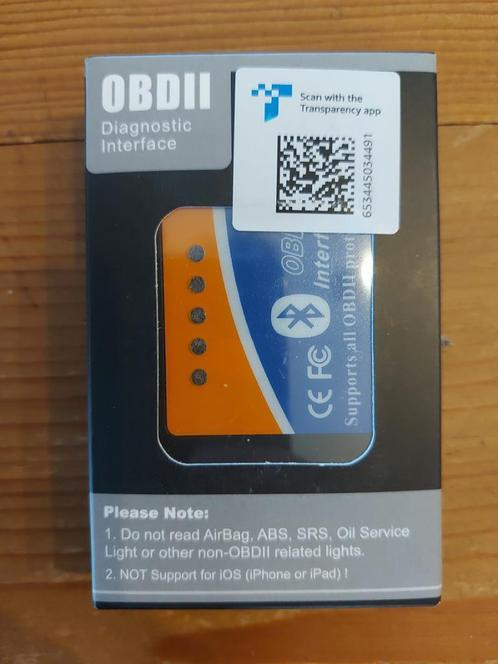 OBDII
Diagnostic
Interface
Scan with the
Transparency app
653445034491
CE FC
Supports all OBDII
Please Note:
1. Do not read AirBag, ABS, SRS, Oil Service
Light or other non-OBDII related lights.
2. NOT Support for iOS (iPhone or iPad) !